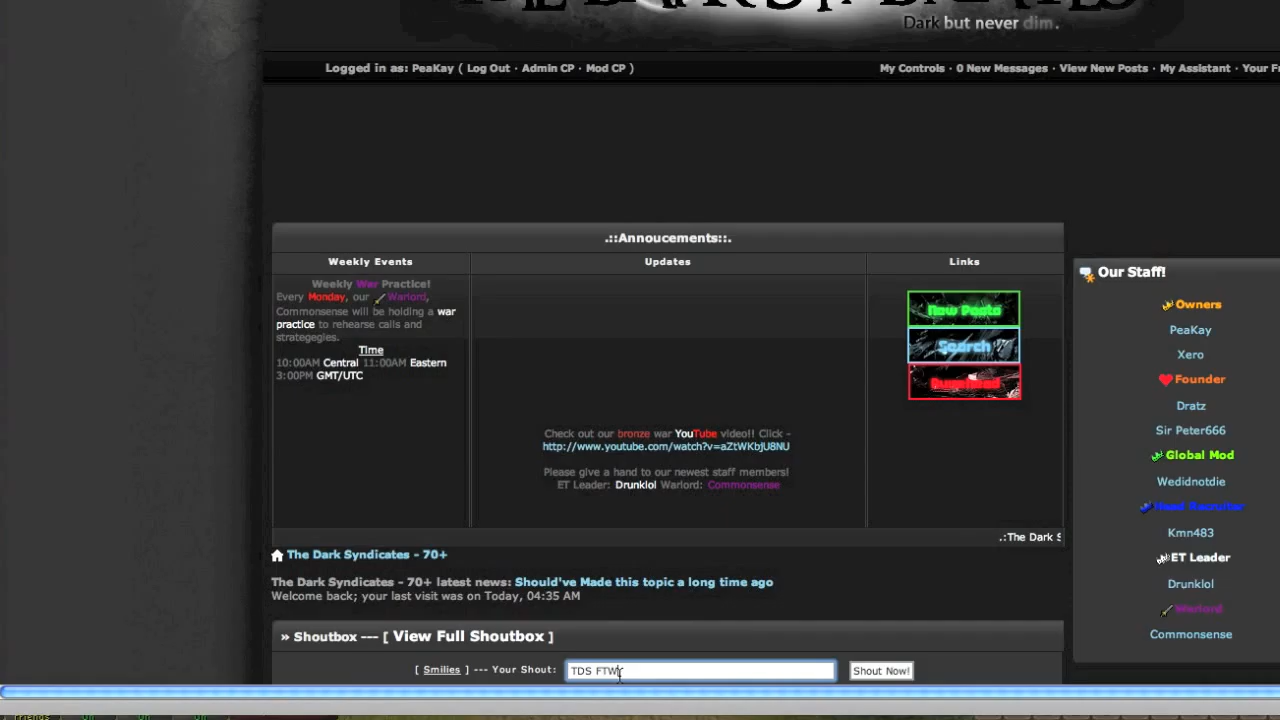 Dark but never dim.
Logged in as: PeaKay ( Log Out · Admin CP · Mod CP )
My Controls · 0 New Messages · View New Posts · My Assistant · Your
.::Annoucements::.
Weekly Events
Updates
Links
Weekly War Practice!
Every Monday, our Warlord,
Commonsense will be holding a war
practice to rehearse calls and
strategegies.
Time
10:00AM Central 11:00AM Eastern
3:00PM GMT/UTC
Check out our bronze war YouTube video!! Click -
http://www.youtube.com/watch?v=aZtWKbjU8NU
Please give a hand to our newest staff members!
ET Leader: Drunklol Warlord: Commonsense
New Posts
Search
Our Staff!
Owners
PeaKay
Xero
Founder
Dratz
Sir Peter666
Global Mod
Wedidnotdie
Head Recruiter
Kmn483
ET Leader
Drunklol
Warlord
Commonsense
.:The Dark S
The Dark Syndicates - 70+
The Dark Syndicates - 70+ latest news: Should've Made this topic a long time ago
Welcome back; your last visit was on Today, 04:35 AM
» Shoutbox --- [ View Full Shoutbox ]
[ Smilies ] --- Your Shout: TDS FTW Shout Now!